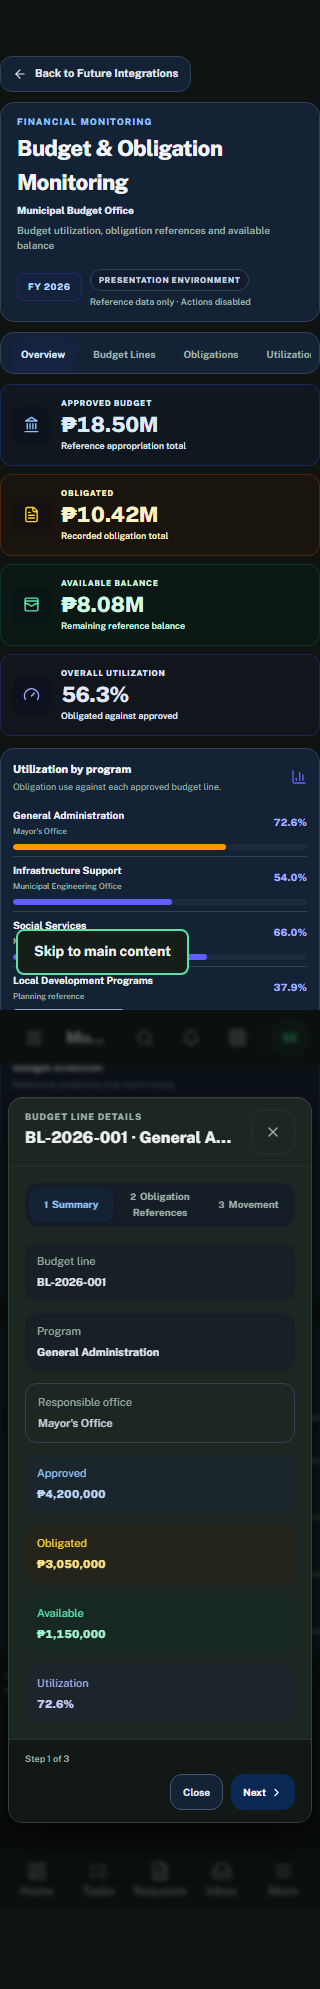 Back to Future Integrations
FINANCIAL MONITORING
Budget & Obligation
Monitoring
Municipal Budget Office
Budget utilization, obligation references and available
balance
FY 2026
PRESENTATION ENVIRONMENT
Reference data only · Actions disabled
Overview Budget Lines Obligations Utilization
APPROVED BUDGET
₱18.50M
Reference appropriation total
OBLIGATED
₱10.42M
Recorded obligation total
AVAILABLE BALANCE
₱8.08M
Remaining reference balance
OVERALL UTILIZATION
56.3%
Obligated against approved
Utilization by program
Obligation use against each approved budget line.
General Administration
72.6%
Mayor's Office
Infrastructure Support
54.0%
Municipal Engineering Office
Social Services
66.0%
Skip to main content
Local Development Programs
37.9%
Planning reference
Mu...
BUDGET LINE DETAILS
BL-2026-001 · General A...
1 Summary
2 Obligation
References
3 Movement
Budget line
BL-2026-001
Program
General Administration
Responsible office
Mayor's Office
Approved
₱4,200,000
Obligated
₱3,050,000
Available
₱1,150,000
Utilization
72.6%
Step 1 of 3
Close Next
Home Tasks Requests Inbox More